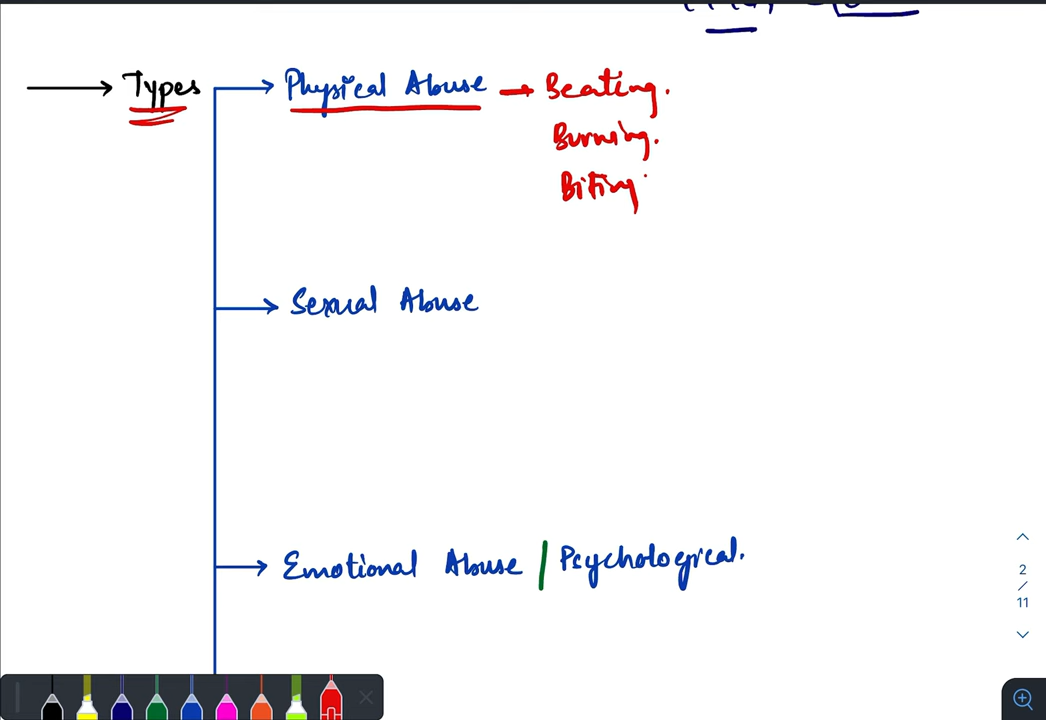 Types
Physical Abuse → Beating.
Burning.
Biting
Sexual Abuse
Emotional Abuse | Psychological.
2
/
11